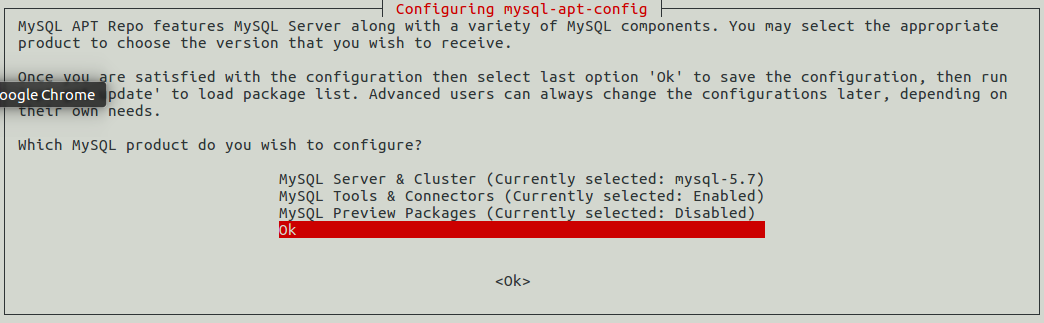 Configuring mysql-apt-config
MySQL APT Repo features MySQL Server along with a variety of MySQL components. You may select the appropriate
product to choose the version that you wish to receive.
Once you are satisfied with the configuration then select last option 'Ok' to save the configuration, then run
oogle Chrome pdate' to load package list. Advanced users can always change the configurations later, depending on
their own needs.
Which MySQL product do you wish to configure?
MySQL Server & Cluster (Currently selected: mysql-5.7)
MySQL Tools & Connectors (Currently selected: Enabled)
MySQL Preview Packages (Currently selected: Disabled)
Ok
<Ok>